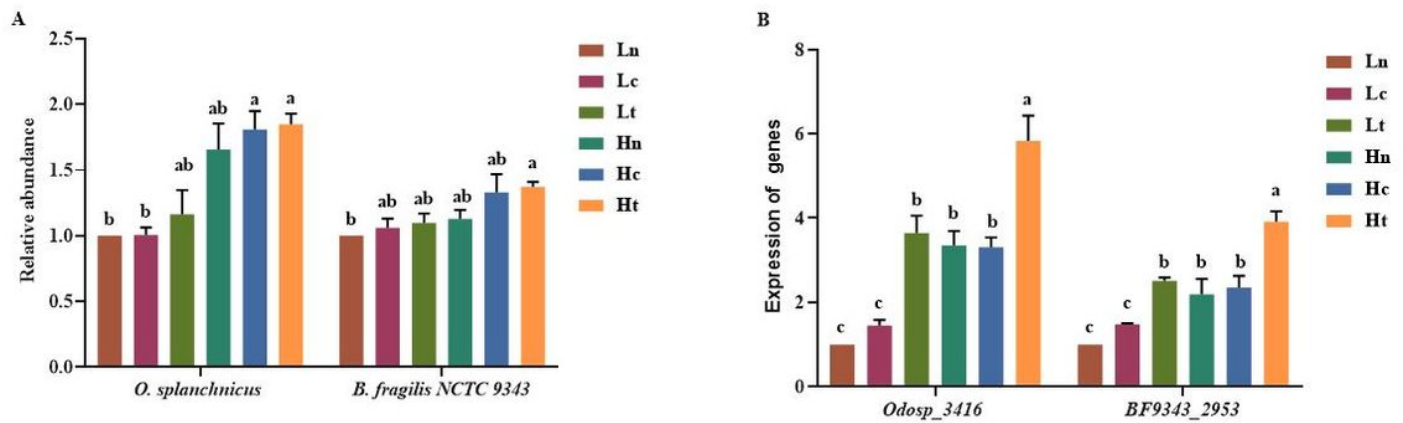 A
Relative abundance
2.5
2.0
1.5
1.0
0.5
0.0
b
b
ab
ab
a
a
b
ab
ab
ab
ab
a
O. splanchnicus
B. fragilis NCTC 9343
Ln
Lc
Lt
Hn
Hc
Ht
B
Expression of genes
8
6
4
2
0
c
c
b
b
b
a
c
c
b
b
b
a
Odosp_3416
BF9343_2953
Ln
Lc
Lt
Hn
Hc
Ht